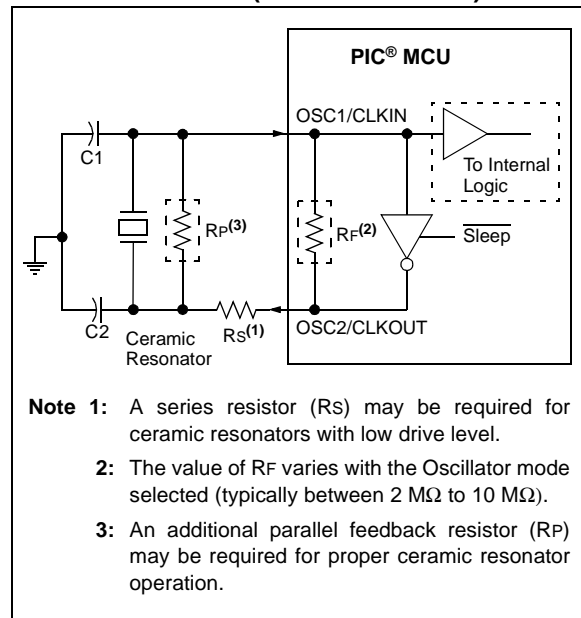 PIC® MCU
OSC1/CLKIN
C1
To Internal
Logic
RP(3)
RF(2)
Sleep
C2
Ceramic
Resonator
RS(1)
OSC2/CLKOUT
Note 1: A series resistor (RS) may be required for
ceramic resonators with low drive level.
2: The value of RF varies with the Oscillator mode
selected (typically between 2 MΩ to 10 MΩ).
3: An additional parallel feedback resistor (RP)
may be required for proper ceramic resonator
operation.